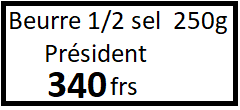 Beurre 1/2 sel 250g
Président
340 frs